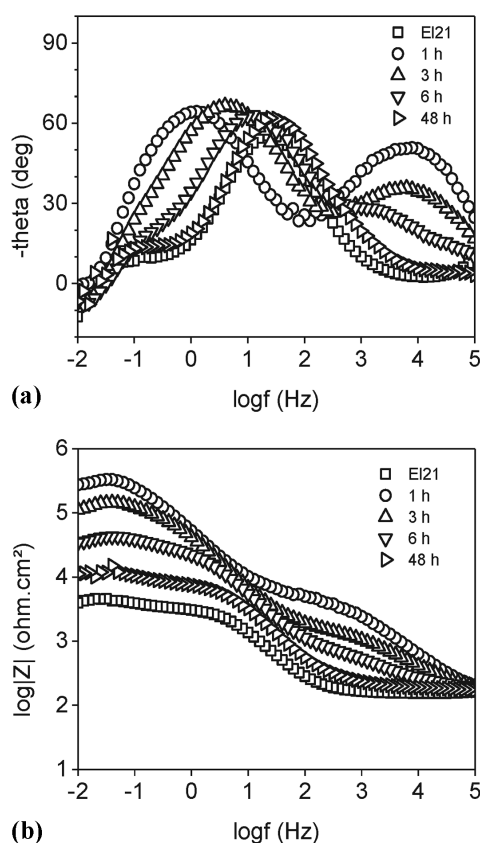 90
60
30
0
-theta (deg)
El21
1 h
3 h
6 h
48 h
-2 -1 0 1 2 3 4 5
logf (Hz)
(a)
6
5
4
3
2
1
log|Z| (ohm.cm²)
El21
1 h
3 h
6 h
48 h
-2 -1 0 1 2 3 4 5
logf (Hz)
(b)